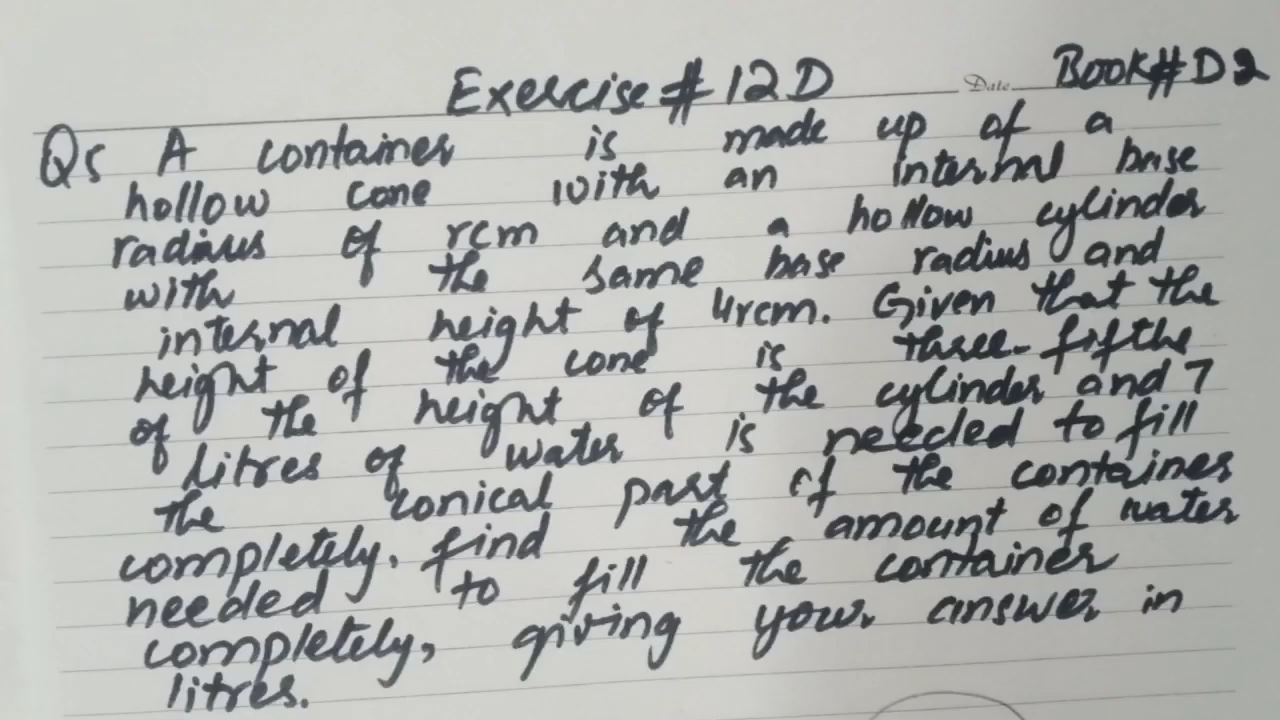 Exercise # 12D Date Book# D2
Q5 A container is made up of a
hollow cone with an internal base
radius of rcm and a hollow cylinder
with the same base radius and
internal height of 4rcm. Given that the
height of the cone is three-fifths
of the height of the cylinder and 7
litres of water is needed to fill
the conical part of the container
completely. find the amount of water
needed to fill the container
completely, giving your answer in
litres.